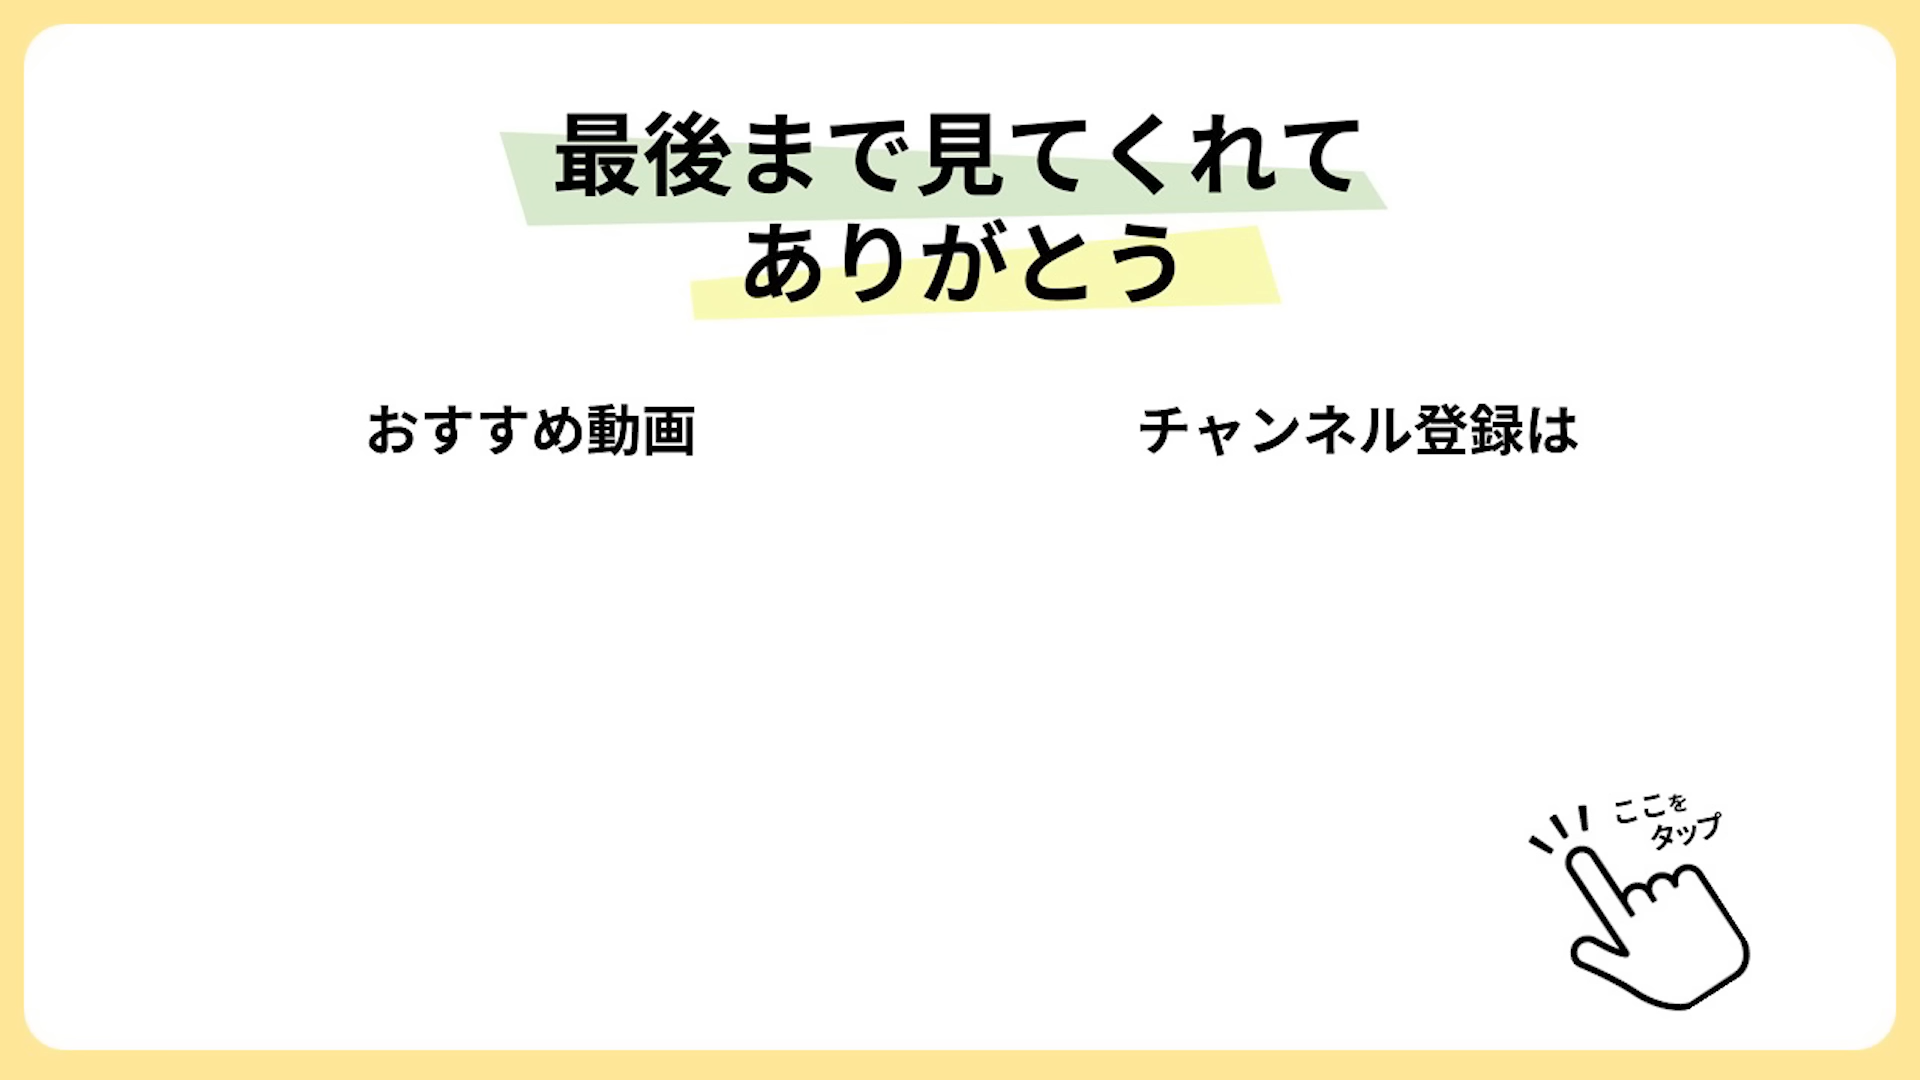 最後まで見てくれて
ありがとう
おすすめ動画
チャンネル登録は
ここを
タップ